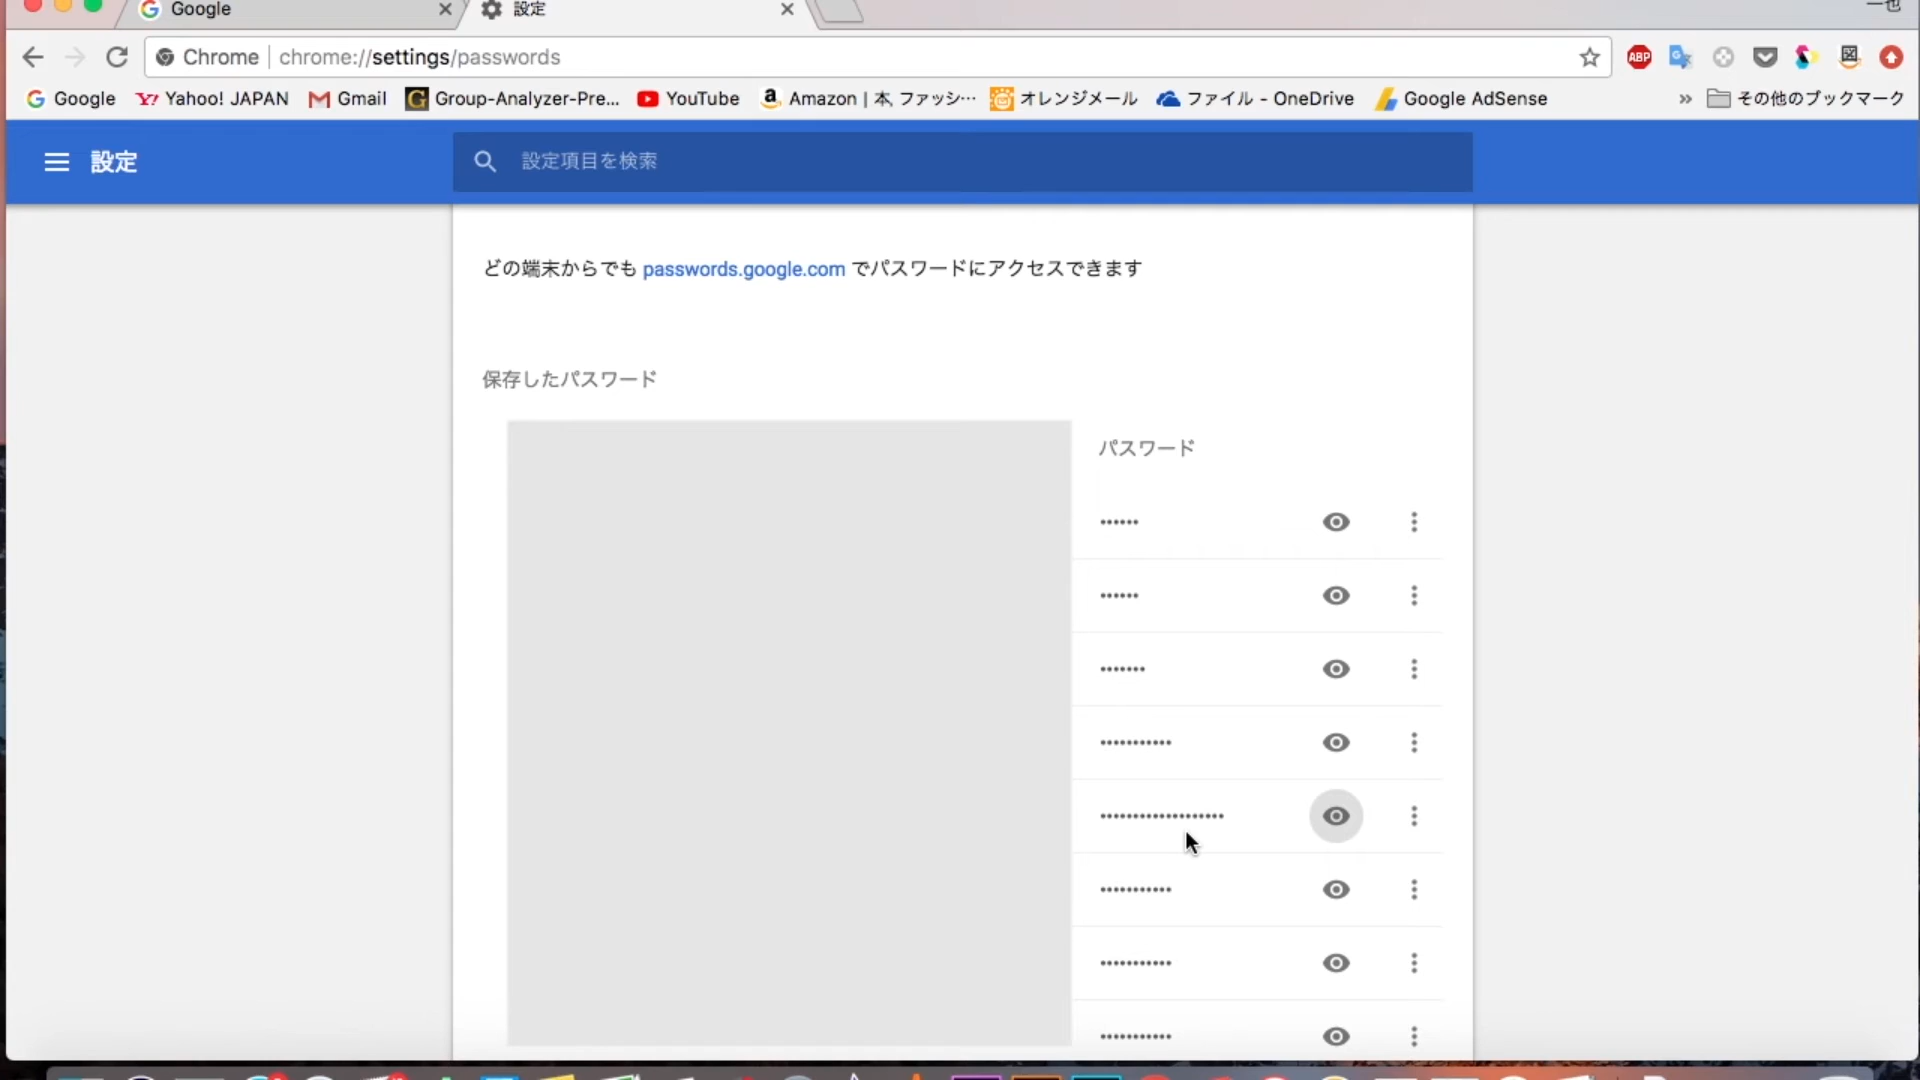 Google
設定
一也
Chrome chrome://settings/passwords
ABP
Google Yahoo! JAPAN Gmail Group-Analyzer-Pre... YouTube Amazon | 本, ファッシ… オレンジメール ファイル - OneDrive Google AdSense » その他のブックマーク
設定
設定項目を検索
どの端末からでも passwords.google.com でパスワードにアクセスできます
保存したパスワード
パスワード
••••••
••••••
•••••••
•••••••••••
•••••••••••••••••••
•••••••••••
•••••••••••
•••••••••••